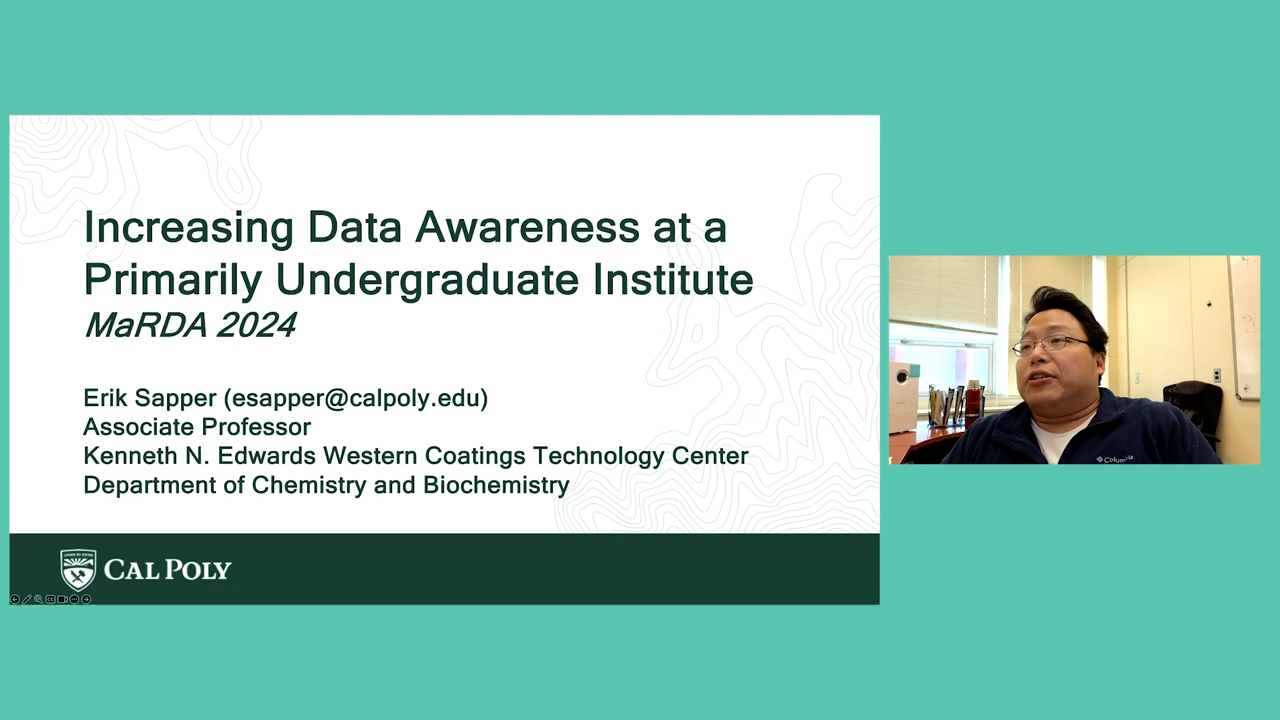 Increasing Data Awareness at a
Primarily Undergraduate Institute
MaRDA 2024
Erik Sapper (esapper@calpoly.edu)
Associate Professor
Kenneth N. Edwards Western Coatings Technology Center
Department of Chemistry and Biochemistry
CAL POLY
Columbia